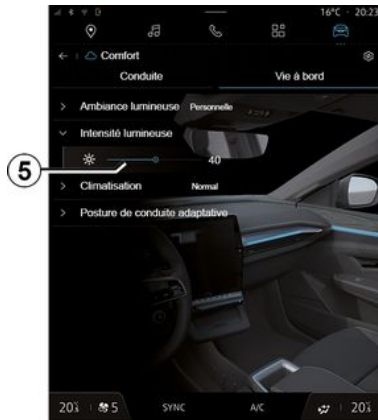 16°C · 20:23
Comfort
Conduite Vie à bord
Ambiance lumineuse Personnelle
Intensité lumineuse
40
5
Climatisation Normal
Posture de conduite adaptative
5 SYNC A/C